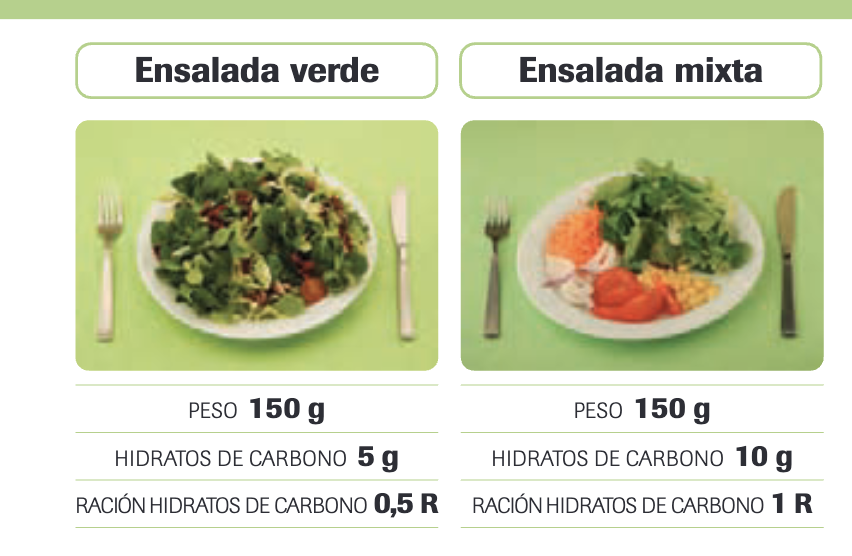 Ensalada verde
Ensalada mixta
PESO 150 g
PESO 150 g
HIDRATOS DE CARBONO 5 g
HIDRATOS DE CARBONO 10 g
RACIÓN HIDRATOS DE CARBONO 0,5 R
RACIÓN HIDRATOS DE CARBONO 1 R